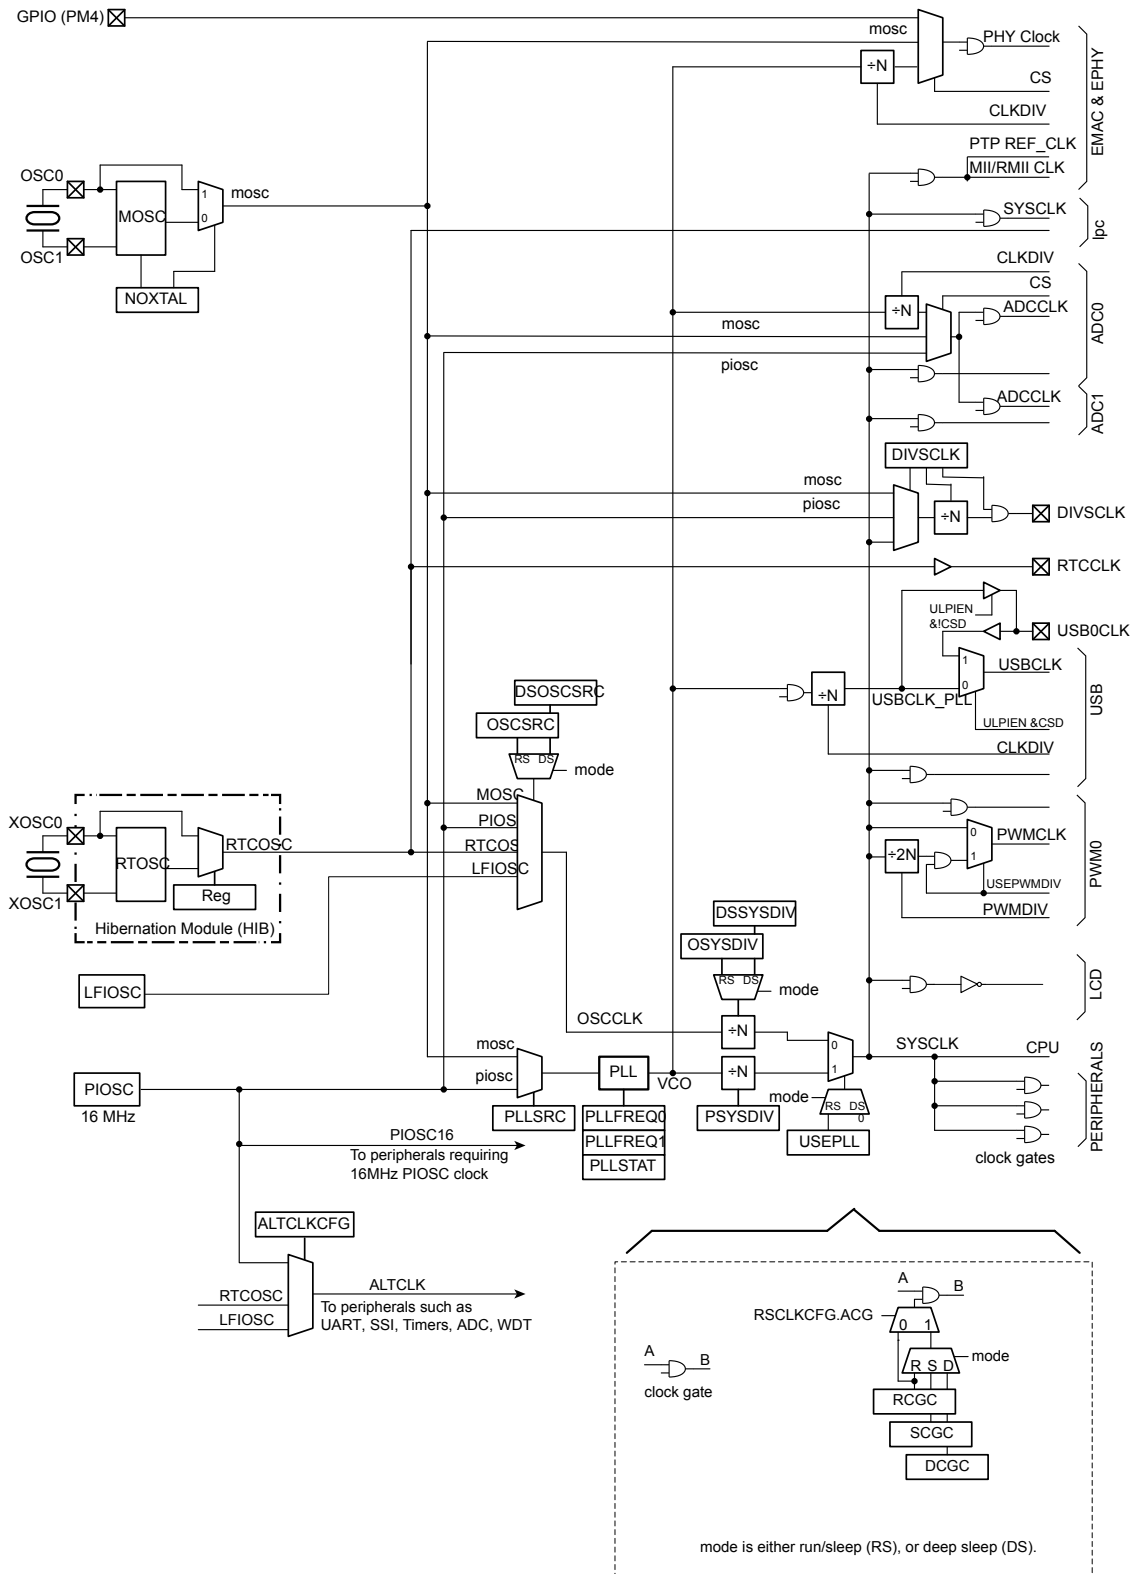 GPIO (PM4)
mosc
PHY Clock
÷N
CS
CLKDIV
EMAC & EPHY
PTP REF_CLK
MII/RMII CLK
OSC0
MOSC
1
0
mosc
OSC1
NOXTAL
SYSCLK
lpc
CLKDIV
CS
÷N
ADCCLK
mosc
piosc
ADC0
ADCCLK
ADC1
DIVSCLK
mosc
piosc
÷N
DIVSCLK
RTCCLK
ULPIEN
&!CSD
USB0CLK
1
0
USBCLK
÷N
USBCLK_PLL
ULPIEN &CSD
CLKDIV
USB
DSOSCSRC
OSCSRC
RS DS
mode
MOSC
PIOS
RTCOS
LFIOSC
XOSC0
RTOSC
RTCOSC
Reg
XOSC1
Hibernation Module (HIB)
0
1
PWMCLK
÷2N
USEPWMDIV
PWMDIV
PWM0
DSSYSDIV
OSYSDIV
RS DS
mode
LFIOSC
LCD
OSCCLK
÷N
0
1
SYSCLK
CPU
mosc
piosc
PLL
VCO
÷N
PIOSC
16 MHz
PLLSRC
PLLFREQ0
PLLFREQ1
PLLSTAT
PSYSDIV
mode
RS DS
0
USEPLL
PERIPHERALS
clock gates
PIOSC16
To peripherals requiring
16MHz PIOSC clock
ALTCLKCFG
RTCOSC
LFIOSC
ALTCLK
To peripherals such as
UART, SSI, Timers, ADC, WDT
A
B
RSCLKCFG.ACG
0 1
A
B
clock gate
mode
R S D
RCGC
SCGC
DCGC
mode is either run/sleep (RS), or deep sleep (DS).